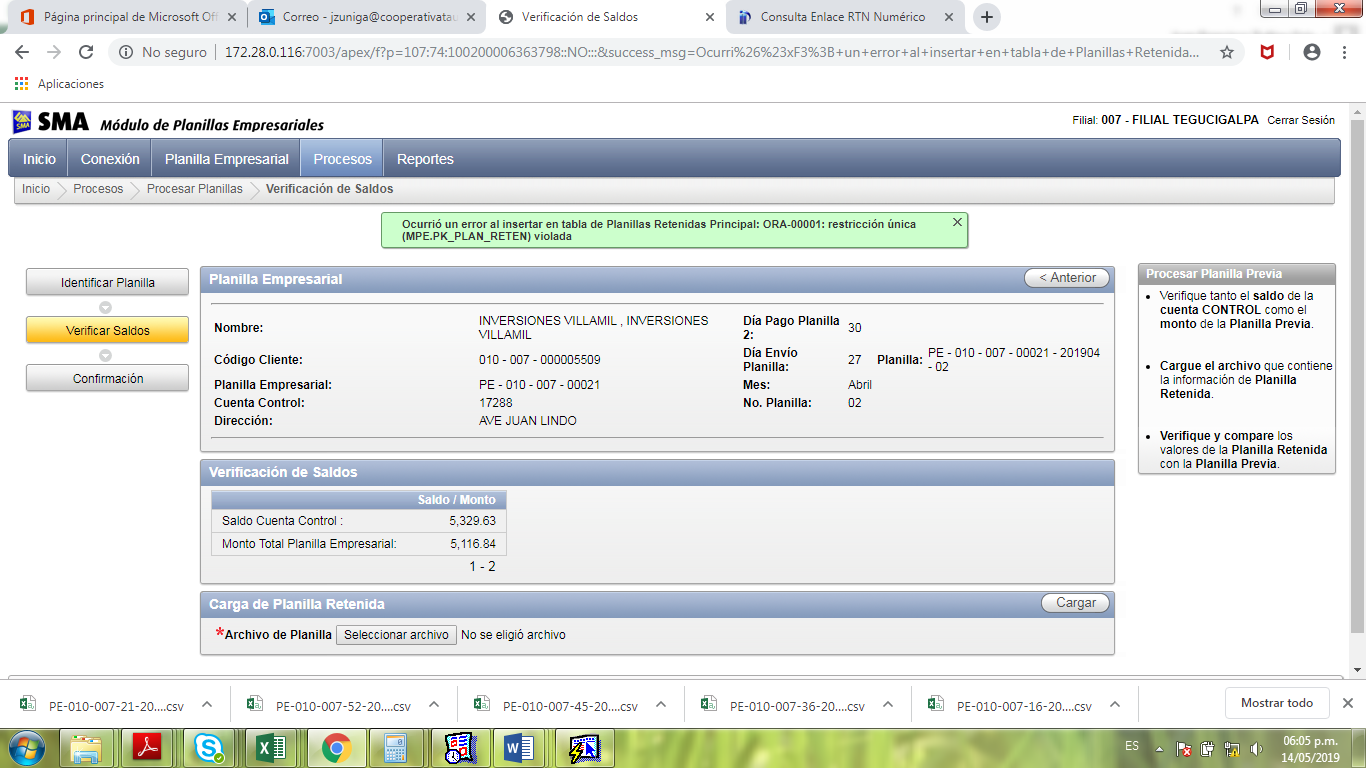 Página principal de Microsoft Off
Correo - jzuniga@cooperativatau
Verificación de Saldos
Consulta Enlace RTN Numérico
No seguro
172.28.0.116:7003/apex/f?p=107:74:100200006363798::NO:::&success_msg=Ocurri%26%23xF3%3B+un+error+al+insertar+en+tabla+de+Planillas+Retenida...
Aplicaciones
SMA Módulo de Planillas Empresariales
Filial: 007 - FILIAL TEGUCIGALPA Cerrar Sesión
Inicio
Conexión
Planilla Empresarial
Procesos
Reportes
Inicio
Procesos
Procesar Planillas
Verificación de Saldos
Ocurrió un error al insertar en tabla de Planillas Retenidas Principal: ORA-00001: restricción única
(MPE.PK_PLAN_RETEN) violada
Identificar Planilla
Verificar Saldos
Confirmación
Planilla Empresarial
< Anterior
Nombre:
INVERSIONES VILLAMIL , INVERSIONES
VILLAMIL
Día Pago Planilla
2:
30
Código Cliente:
010 - 007 - 000005509
Día Envío
Planilla:
27
Planilla:
PE - 010 - 007 - 00021 - 201904
- 02
Planilla Empresarial:
PE - 010 - 007 - 00021
Mes:
Abril
Cuenta Control:
17288
No. Planilla:
02
Dirección:
AVE JUAN LINDO
Verificación de Saldos
Saldo / Monto
Saldo Cuenta Control :
5,329.63
Monto Total Planilla Empresarial:
5,116.84
1 - 2
Carga de Planilla Retenida
Cargar
*Archivo de Planilla
Seleccionar archivo
No se eligió archivo
Procesar Planilla Previa
• Verifique tanto el saldo de la
cuenta CONTROL como el
monto de la Planilla Previa.
• Cargue el archivo que contiene
la información de Planilla
Retenida.
• Verifique y compare los
valores de la Planilla Retenida
con la Planilla Previa.
PE-010-007-21-20....csv
PE-010-007-52-20....csv
PE-010-007-45-20....csv
PE-010-007-36-20....csv
PE-010-007-16-20....csv
Mostrar todo
ES
06:05 p.m.
14/05/2019